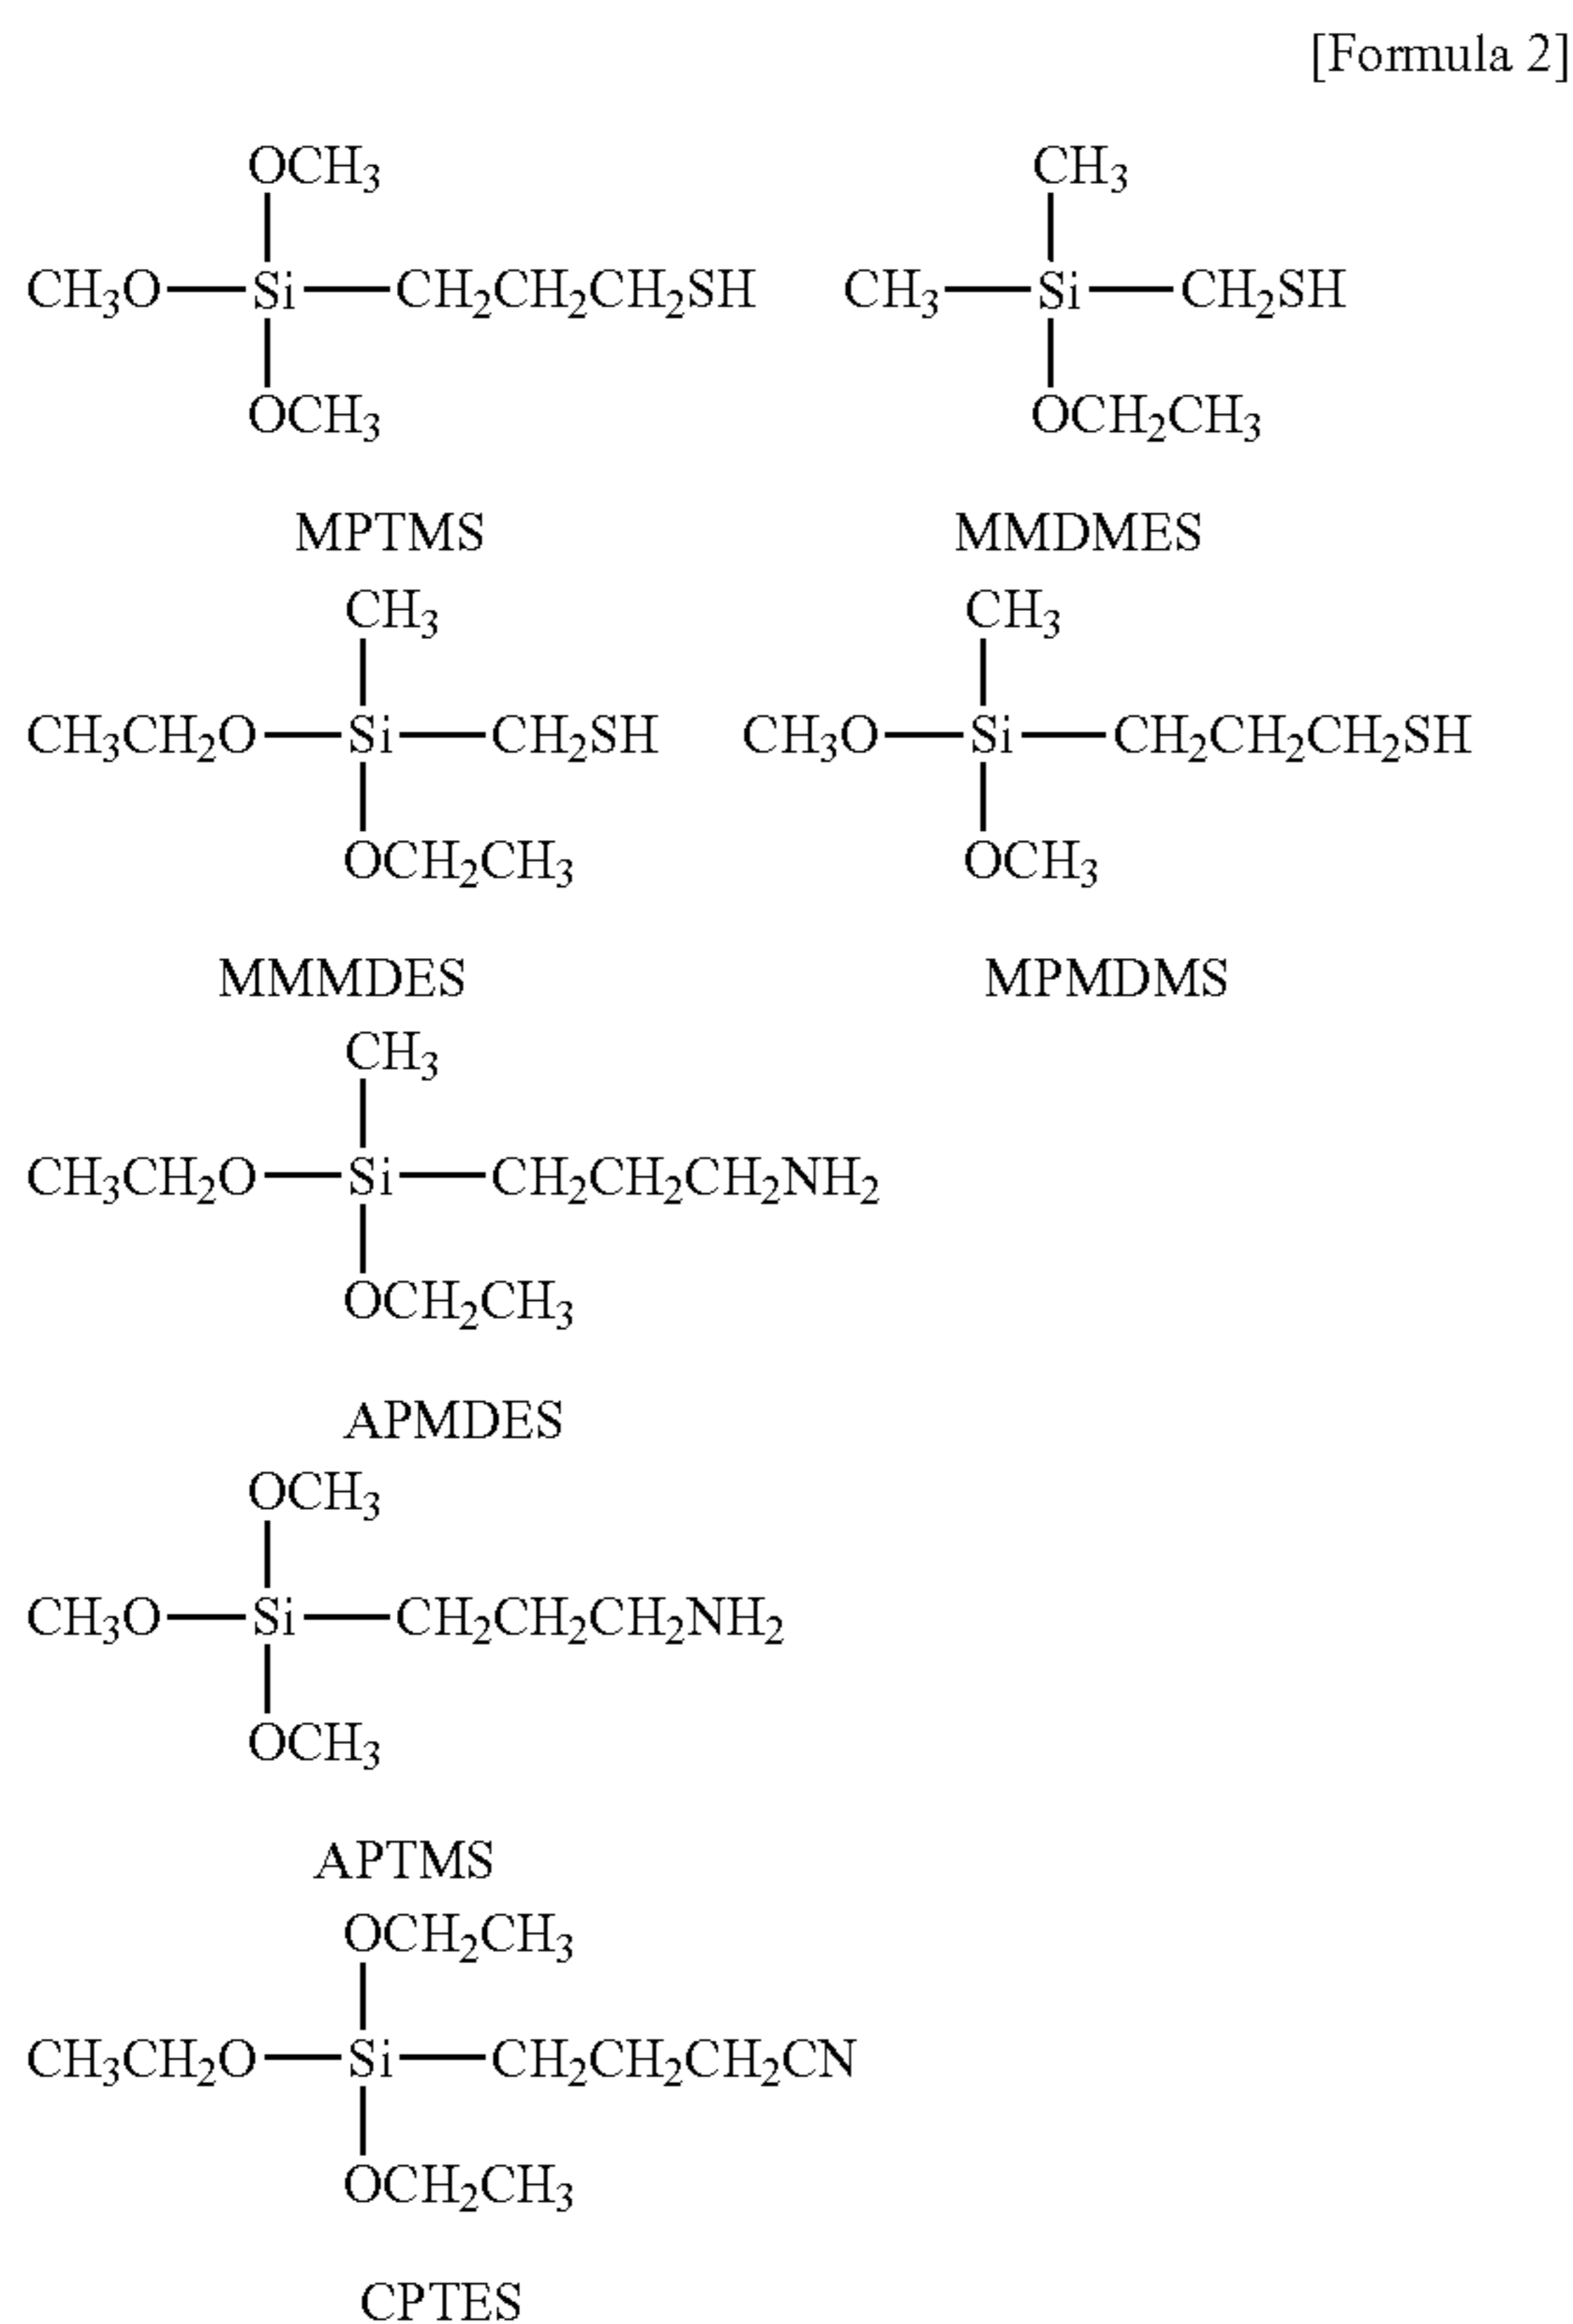 [Formula 2]
OCH₃ CH₃
CH₃O—Si—CH₂CH₂CH₂SH CH₃—Si—CH₂SH
OCH₃ OCH₂CH₃
MPTMS MMDMES
CH₃ CH₃
CH₃CH₂O—Si—CH₂SH CH₃O—Si—CH₂CH₂CH₂SH
OCH₂CH₃ OCH₃
MMMDES MPMDMS
CH₃
CH₃CH₂O—Si—CH₂CH₂CH₂NH₂
OCH₂CH₃
APMDES
OCH₃
CH₃O—Si—CH₂CH₂CH₂NH₂
OCH₃
APTMS
OCH₂CH₃
CH₃CH₂O—Si—CH₂CH₂CH₂CN
OCH₂CH₃
CPTES